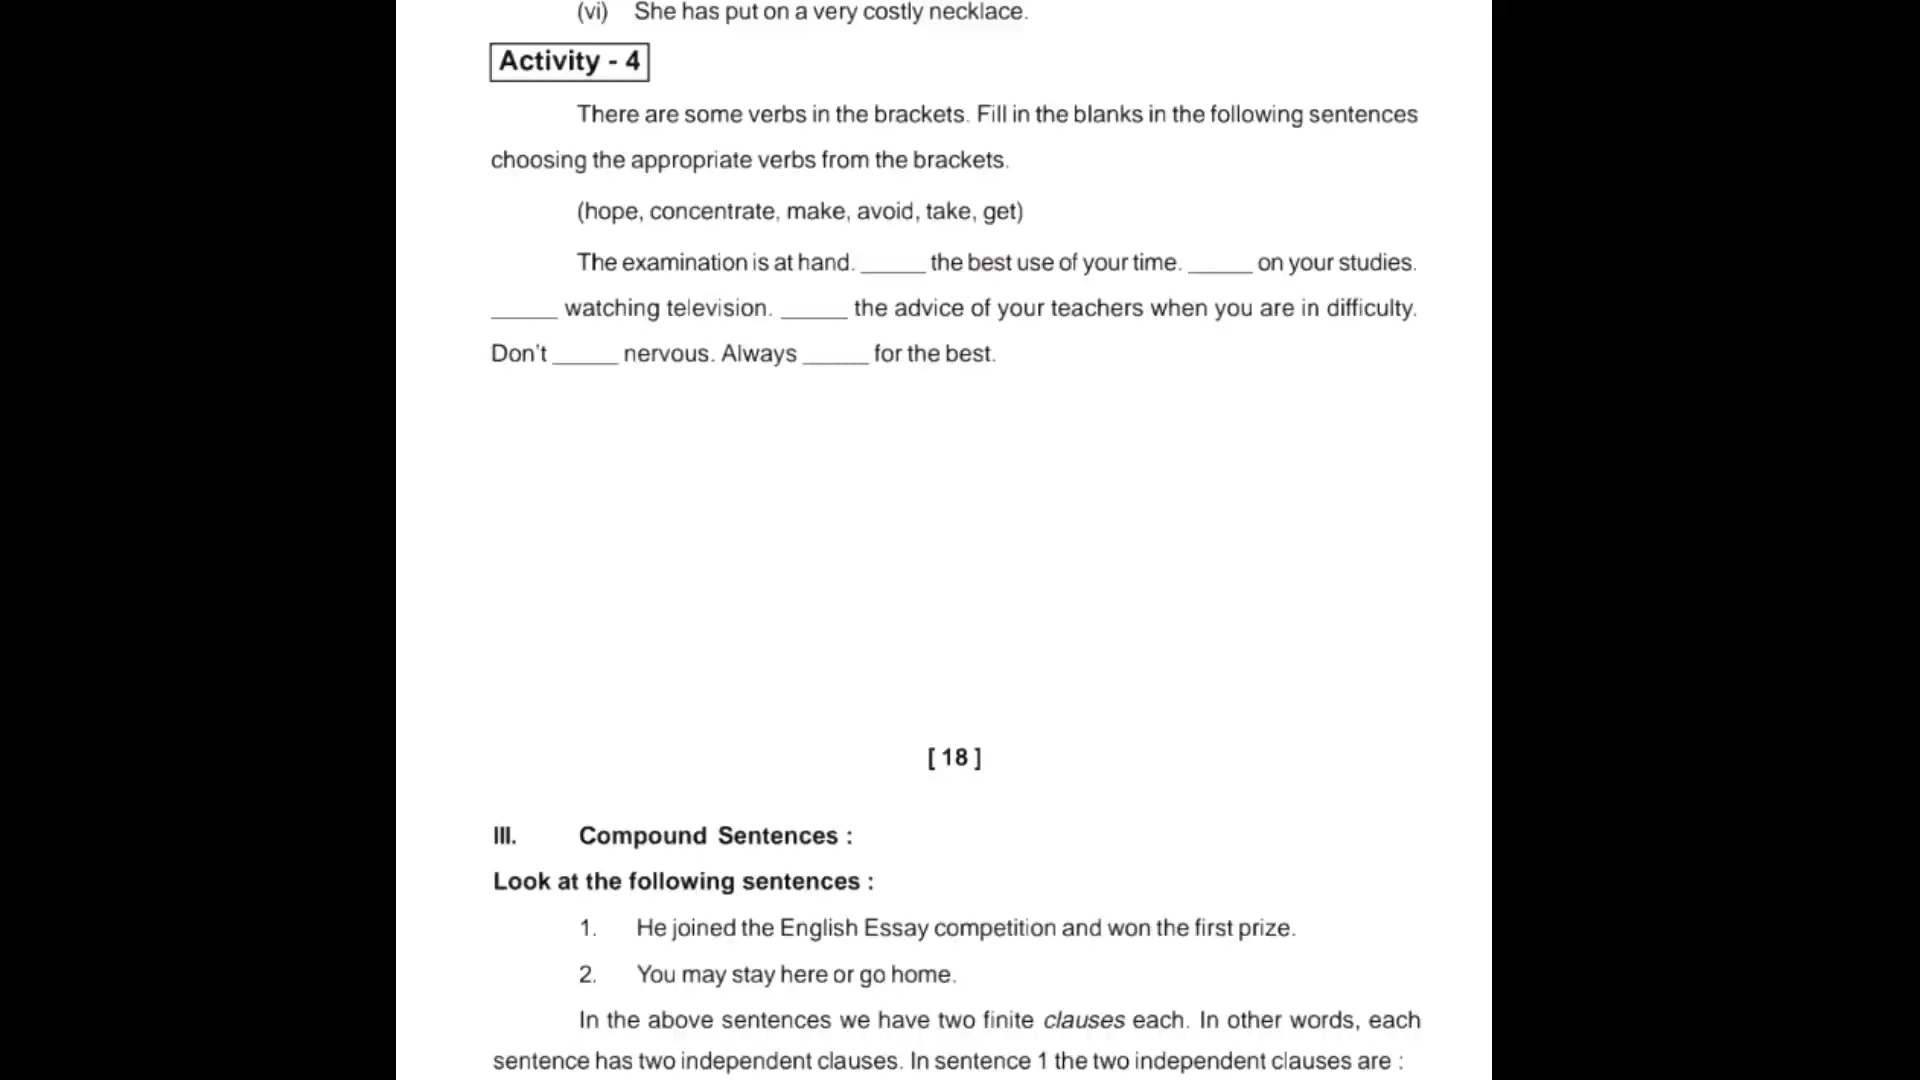 (vi) She has put on a very costly necklace.
Activity - 4
There are some verbs in the brackets. Fill in the blanks in the following sentences
choosing the appropriate verbs from the brackets.
(hope, concentrate, make, avoid, take, get)
The examination is at hand. _____ the best use of your time. _____ on your studies.
_____ watching television. _____ the advice of your teachers when you are in difficulty.
Don't _____ nervous. Always _____ for the best.
[ 18 ]
III. Compound Sentences :
Look at the following sentences :
1. He joined the English Essay competition and won the first prize.
2. You may stay here or go home.
In the above sentences we have two finite clauses each. In other words, each
sentence has two independent clauses. In sentence 1 the two independent clauses are :